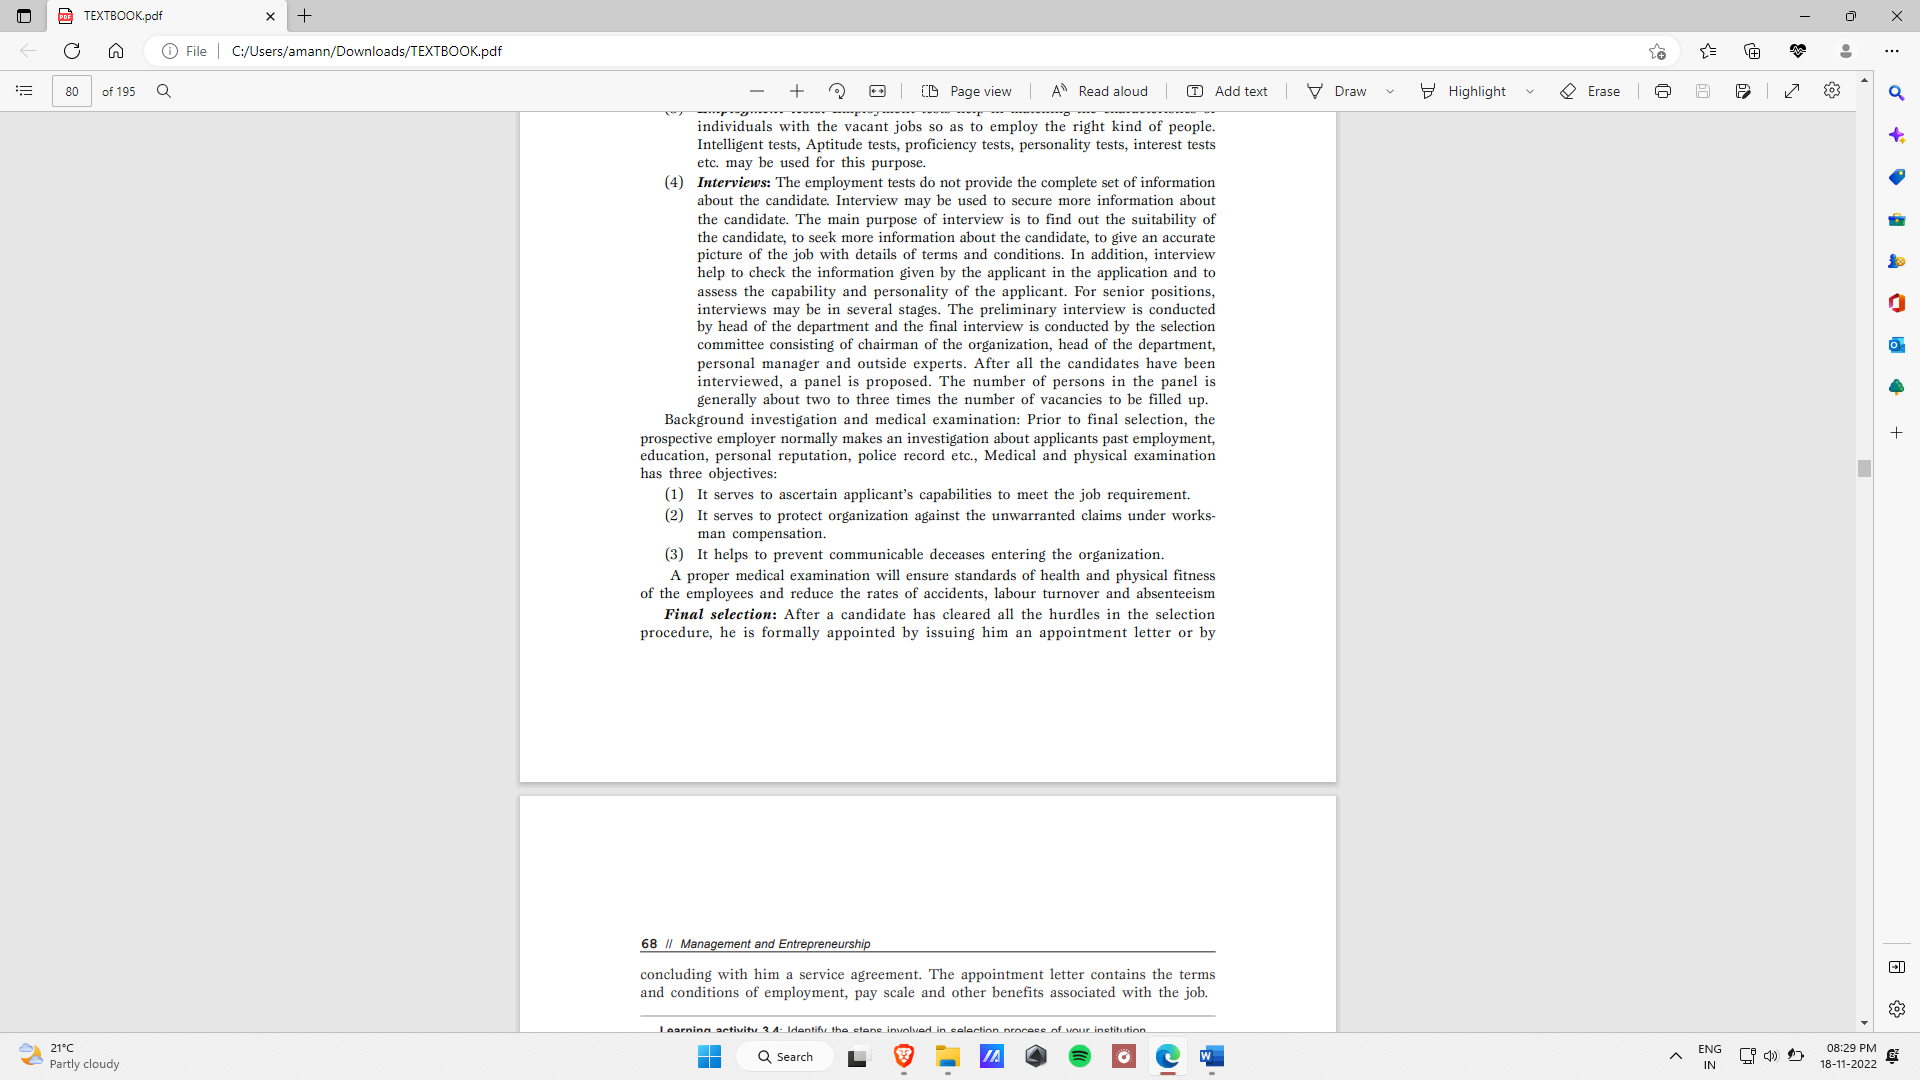 TEXTBOOK.pdf
File
C:/Users/amann/Downloads/TEXTBOOK.pdf
80 of 195
Page view
Read aloud
Add text
Draw
Highlight
Erase
individuals with the vacant jobs so as to employ the right kind of people.
Intelligent tests, Aptitude tests, proficiency tests, personality tests, interest tests
etc. may be used for this purpose.
(4) Interviews: The employment tests do not provide the complete set of information
about the candidate. Interview may be used to secure more information about
the candidate. The main purpose of interview is to find out the suitability of
the candidate, to seek more information about the candidate, to give an accurate
picture of the job with details of terms and conditions. In addition, interview
help to check the information given by the applicant in the application and to
assess the capability and personality of the applicant. For senior positions,
interviews may be in several stages. The preliminary interview is conducted
by head of the department and the final interview is conducted by the selection
committee consisting of chairman of the organization, head of the department,
personal manager and outside experts. After all the candidates have been
interviewed, a panel is proposed. The number of persons in the panel is
generally about two to three times the number of vacancies to be filled up.
Background investigation and medical examination: Prior to final selection, the
prospective employer normally makes an investigation about applicants past employment,
education, personal reputation, police record etc., Medical and physical examination
has three objectives:
(1) It serves to ascertain applicant's capabilities to meet the job requirement.
(2) It serves to protect organization against the unwarranted claims under works-
man compensation.
(3) It helps to prevent communicable deceases entering the organization.
A proper medical examination will ensure standards of health and physical fitness
of the employees and reduce the rates of accidents, labour turnover and absenteeism
Final selection: After a candidate has cleared all the hurdles in the selection
procedure, he is formally appointed by issuing him an appointment letter or by
68 // Management and Entrepreneurship
concluding with him a service agreement. The appointment letter contains the terms
and conditions of employment, pay scale and other benefits associated with the job.
Learning activity 3.4: Identify the steps involved in selection process of your institution.
21°C
Partly cloudy
Search
ENG
IN
08:29 PM
18-11-2022